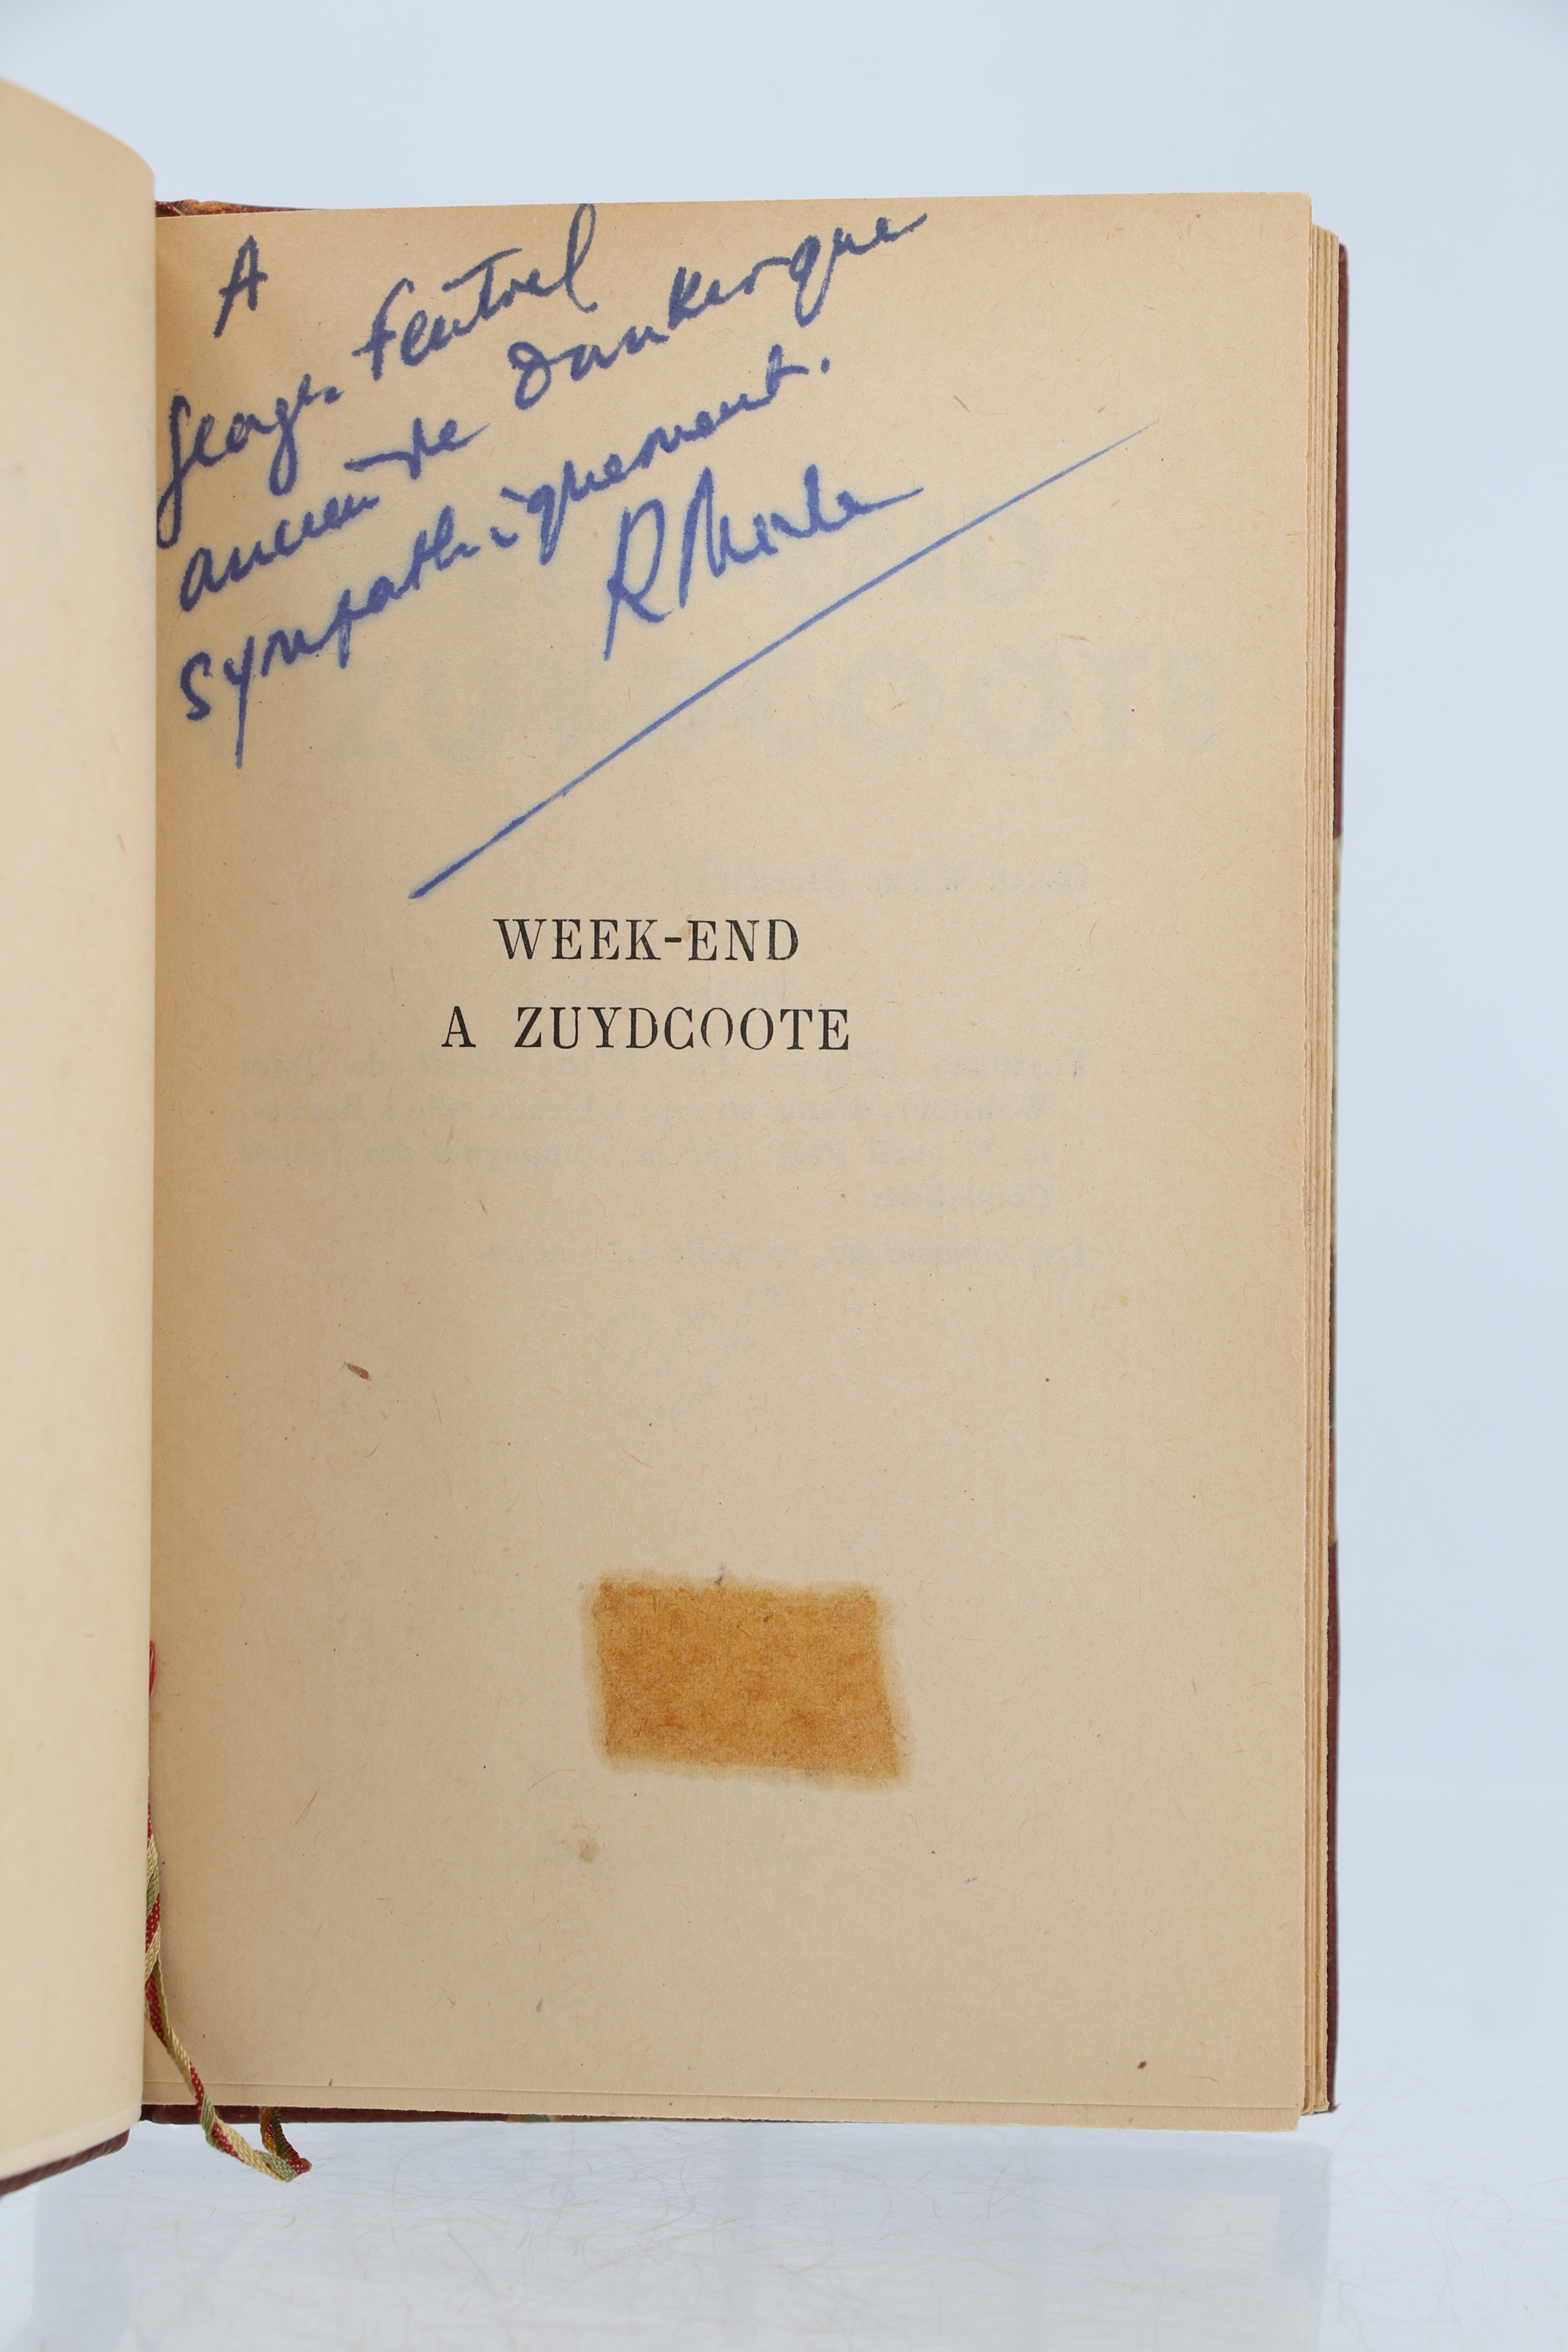 A
Georges Feutrel
ancien de Dunkerque
sympathiquement.
R Merle
WEEK-END
A ZUYDCOOTE